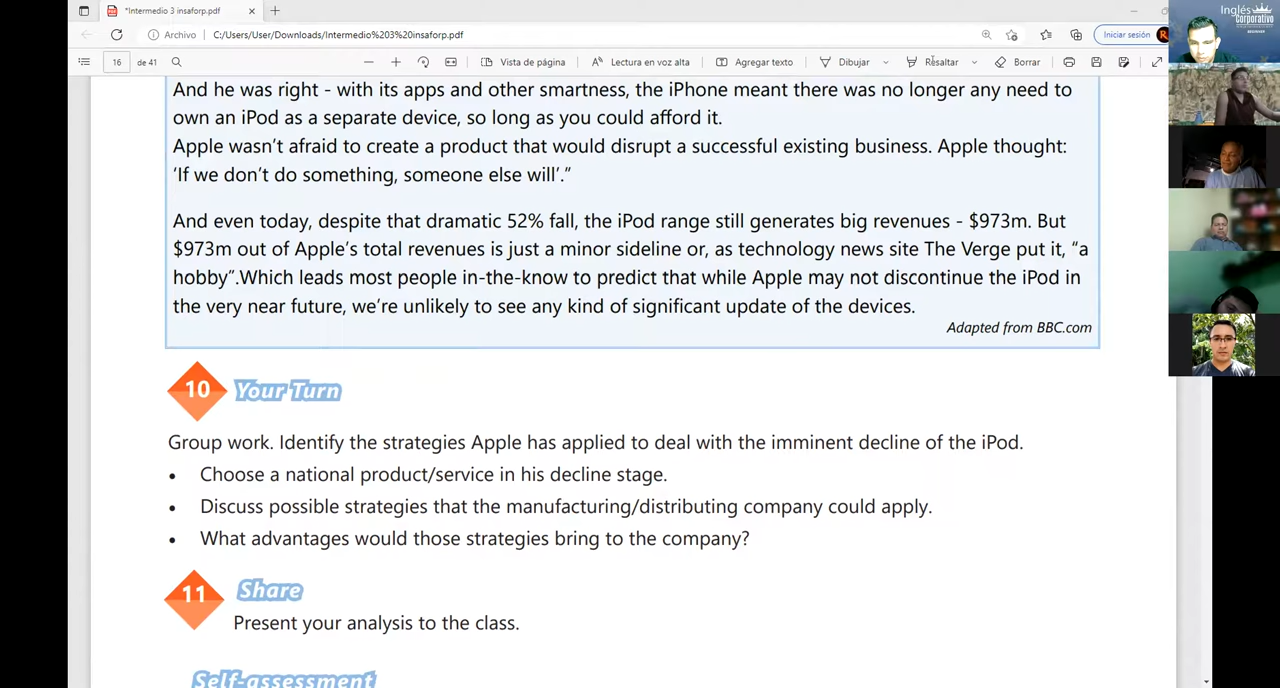 *Intermedio 3 insaforp.pdf
Archivo C:/Users/User/Downloads/Intermedio%203%20insaforp.pdf
Iniciar sesión R
Inglés
Corporativo
16 de 41 Vista de página Lectura en voz alta Agregar texto Dibujar Resaltar Borrar
And he was right - with its apps and other smartness, the iPhone meant there was no longer any need to
own an iPod as a separate device, so long as you could afford it.
Apple wasn't afraid to create a product that would disrupt a successful existing business. Apple thought:
'If we don't do something, someone else will'."
And even today, despite that dramatic 52% fall, the iPod range still generates big revenues - $973m. But
$973m out of Apple's total revenues is just a minor sideline or, as technology news site The Verge put it, "a
hobby".Which leads most people in-the-know to predict that while Apple may not discontinue the iPod in
the very near future, we're unlikely to see any kind of significant update of the devices.
Adapted from BBC.com
10 Your Turn
Group work. Identify the strategies Apple has applied to deal with the imminent decline of the iPod.
• Choose a national product/service in his decline stage.
• Discuss possible strategies that the manufacturing/distributing company could apply.
• What advantages would those strategies bring to the company?
11 Share
Present your analysis to the class.
Self-assessment